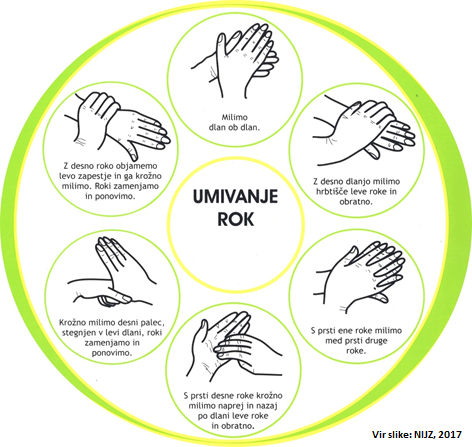 UMIVANJE
ROK
Milimo
dlan ob dlan.
Z desno dlanjo milimo
hrbtišče leve roke in
obratno.
S prsti ene roke milimo
med prsti druge
roke.
S prsti desne roke krožno
milimo naprej in nazaj
po dlani leve roke
in obratno.
Krožno milimo desni palec,
stegnjen v levi dlani, roki
zamenjamo in
ponovimo.
Z desno roko objamemo
levo zapestje in ga krožno
milimo. Roki zamenjamo
in ponovimo.
Vir slike: NIJZ, 2017